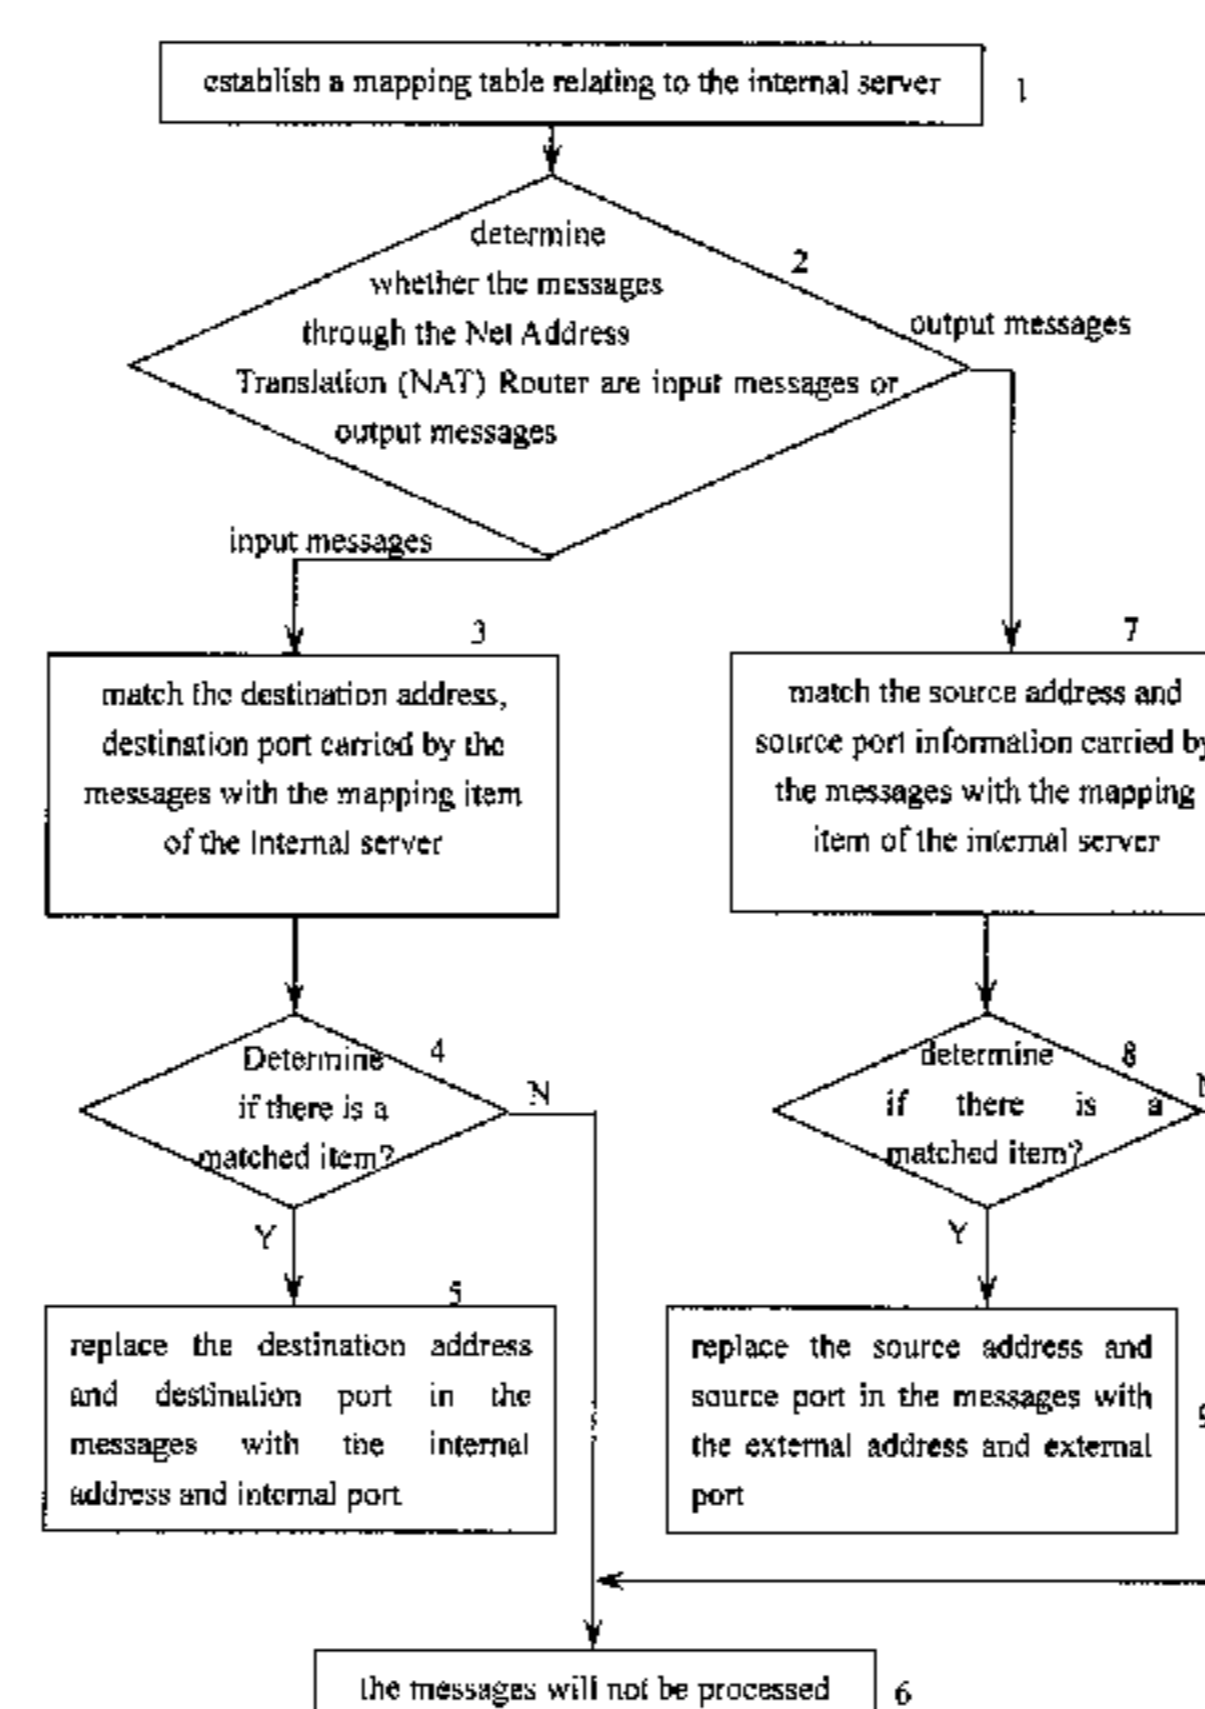 establish a mapping table relating to the internal server
1
determine
whether the messages
through the Net Address
Translation (NAT) Router are input messages or
output messages
2
output messages
input messages
3
match the destination address,
destination port carried by the
messages with the mapping item
of the Internal server
7
match the source address and
source port information carried by
the messages with the mapping
item of the internal server
Determine
if there is a
matched item?
4
N
Y
determine
if there is a
matched item?
8
Y
5
replace the destination address
and destination port in the
messages with the internal
address and internal port
replace the source address and
source port in the messages with
the external address and external
port
the messages will not be processed
6